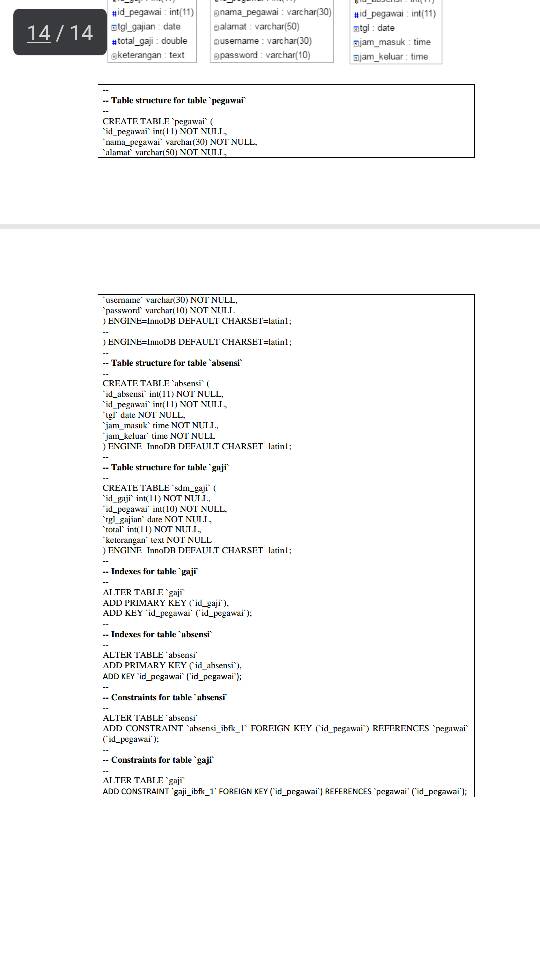 14 / 14
#id_pegawai : int(11)
tgl_gajian : date
#total_gaji : double
keterangan : text
nama_pegawai : varchar(30)
alamat : varchar(50)
username : varchar(30)
password : varchar(10)
#id_pegawai : int(11)
tgl : date
jam_masuk : time
jam_keluar : time
--
-- Table structure for table `pegawai`
--
CREATE TABLE `pegawai` (
`id_pegawai` int(11) NOT NULL,
`nama_pegawai` varchar(30) NOT NULL,
`alamat` varchar(50) NOT NULL,
`username` varchar(30) NOT NULL,
`password` varchar(10) NOT NULL
) ENGINE=InnoDB DEFAULT CHARSET=latin1;
--
) ENGINE=InnoDB DEFAULT CHARSET=latin1;
--
-- Table structure for table `absensi`
--
CREATE TABLE `absensi` (
`id_absensi` int(11) NOT NULL,
`id_pegawai` int(11) NOT NULL,
`tgl` date NOT NULL,
`jam_masuk` time NOT NULL,
`jam_keluar` time NOT NULL
) ENGINE=InnoDB DEFAULT CHARSET=latin1;
--
-- Table structure for table `gaji`
--
CREATE TABLE `sdm_gaji` (
`id_gaji` int(11) NOT NULL,
`id_pegawai` int(10) NOT NULL,
`tgl_gajian` date NOT NULL,
`total` int(11) NOT NULL,
`keterangan` text NOT NULL
) ENGINE=InnoDB DEFAULT CHARSET=latin1;
--
-- Indexes for table `gaji`
--
ALTER TABLE `gaji`
ADD PRIMARY KEY (`id_gaji`),
ADD KEY `id_pegawai` (`id_pegawai`);
--
-- Indexes for table `absensi`
--
ALTER TABLE `absensi`
ADD PRIMARY KEY (`id_absensi`),
ADD KEY `id_pegawai` (`id_pegawai`);
--
-- Constraints for table `absensi`
--
ALTER TABLE `absensi`
ADD CONSTRAINT `absensi_ibfk_1` FOREIGN KEY (`id_pegawai`) REFERENCES `pegawai`
(`id_pegawai`);
--
-- Constraints for table `gaji`
--
ALTER TABLE `gaji`
ADD CONSTRAINT `gaji_ibfk_1` FOREIGN KEY (`id_pegawai`) REFERENCES `pegawai` (`id_pegawai`);